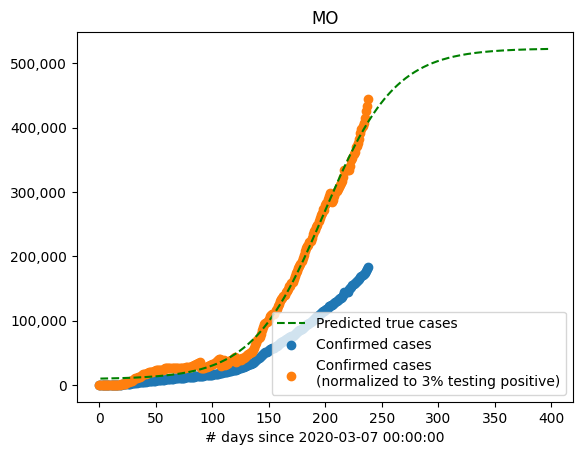 MO
500,000
400,000
300,000
200,000
100,000
0
0 50 100 150 200 250 300 350 400
# days since 2020-03-07 00:00:00
Predicted true cases
Confirmed cases
Confirmed cases
(normalized to 3% testing positive)